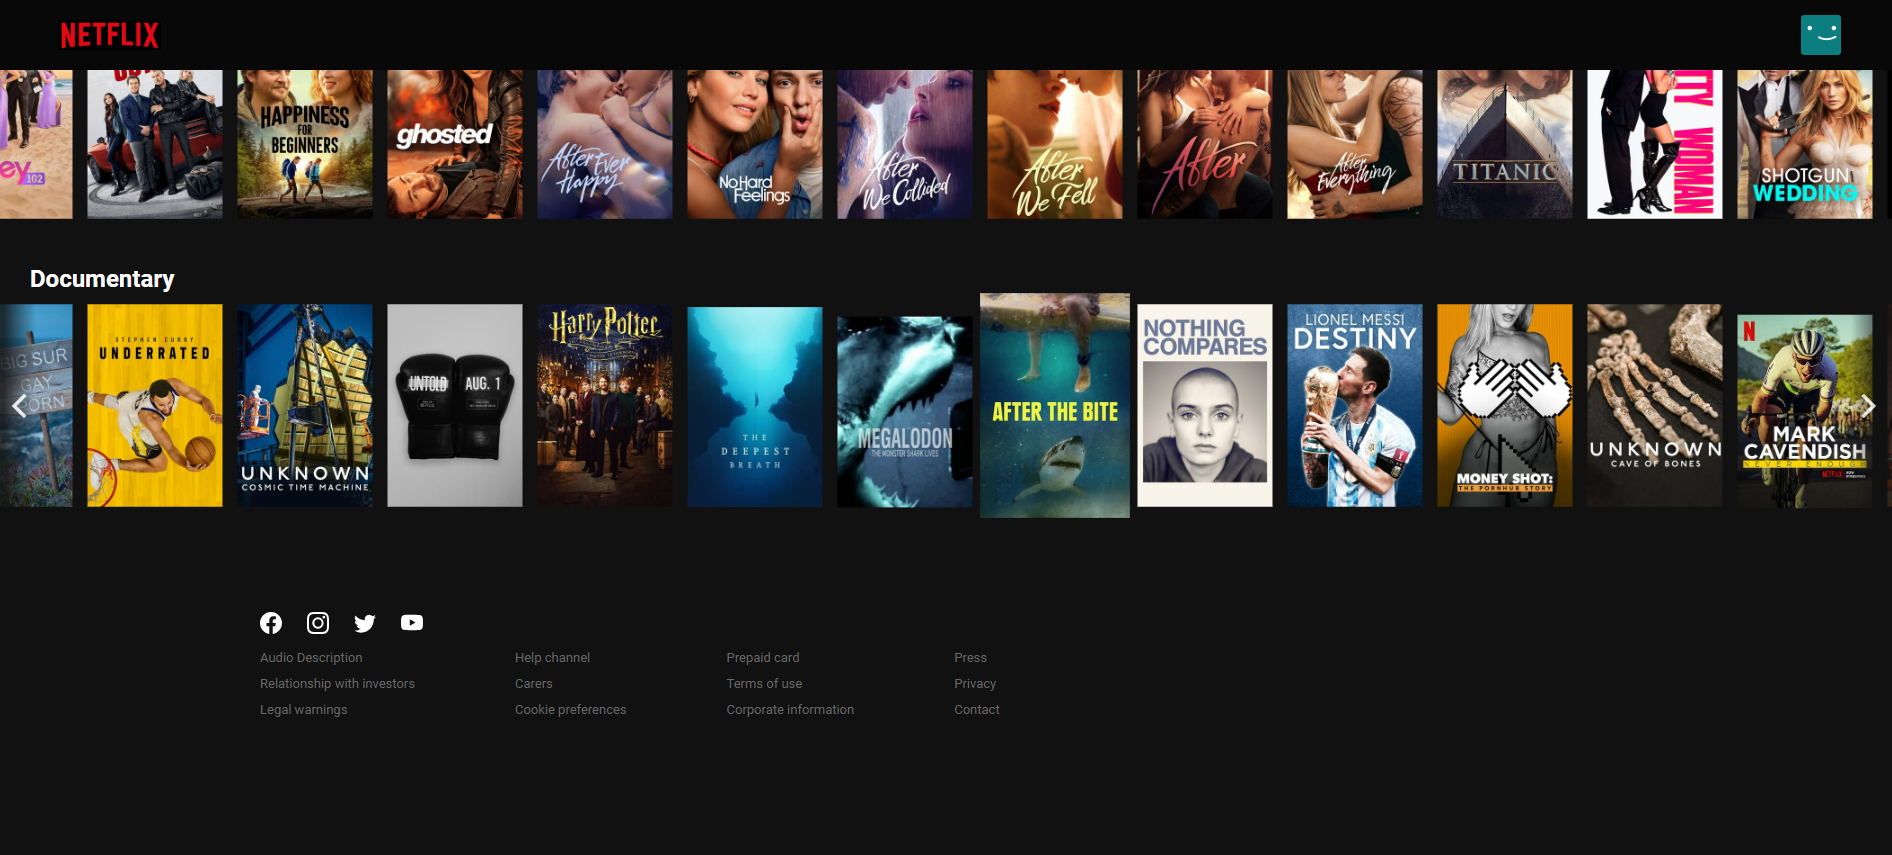 NETFLIX
ey 102
HAPPINESS
FOR
BEGINNERS
ghosted
After Ever
Happy
No Hard
Feelings
After
We Collided
After
We Fell
After
After
Everything
TITANIC
TTY WOMAN
SHOTGUN
WEDDING
Documentary
BIG SUR
GAY
ORN
STEPHEN CURRY
UNDERRATED
UNKNOWN
COSMIC TIME MACHINE
UNTOLD
AUG. 1
Harry Potter
THE
DEEPEST
BREATH
MEGALODON
THE MONSTER SHARK LIVES
AFTER THE BITE
NOTHING
COMPARES
LIONEL MESSI
DESTINY
MONEY SHOT:
THE PORNHUB STORY
UNKNOWN
CAVE OF BONES
N
MARK
CAVENDISH
NEVER ENOUGH
Audio Description
Help channel
Prepaid card
Press
Relationship with investors
Carers
Terms of use
Privacy
Legal warnings
Cookie preferences
Corporate information
Contact